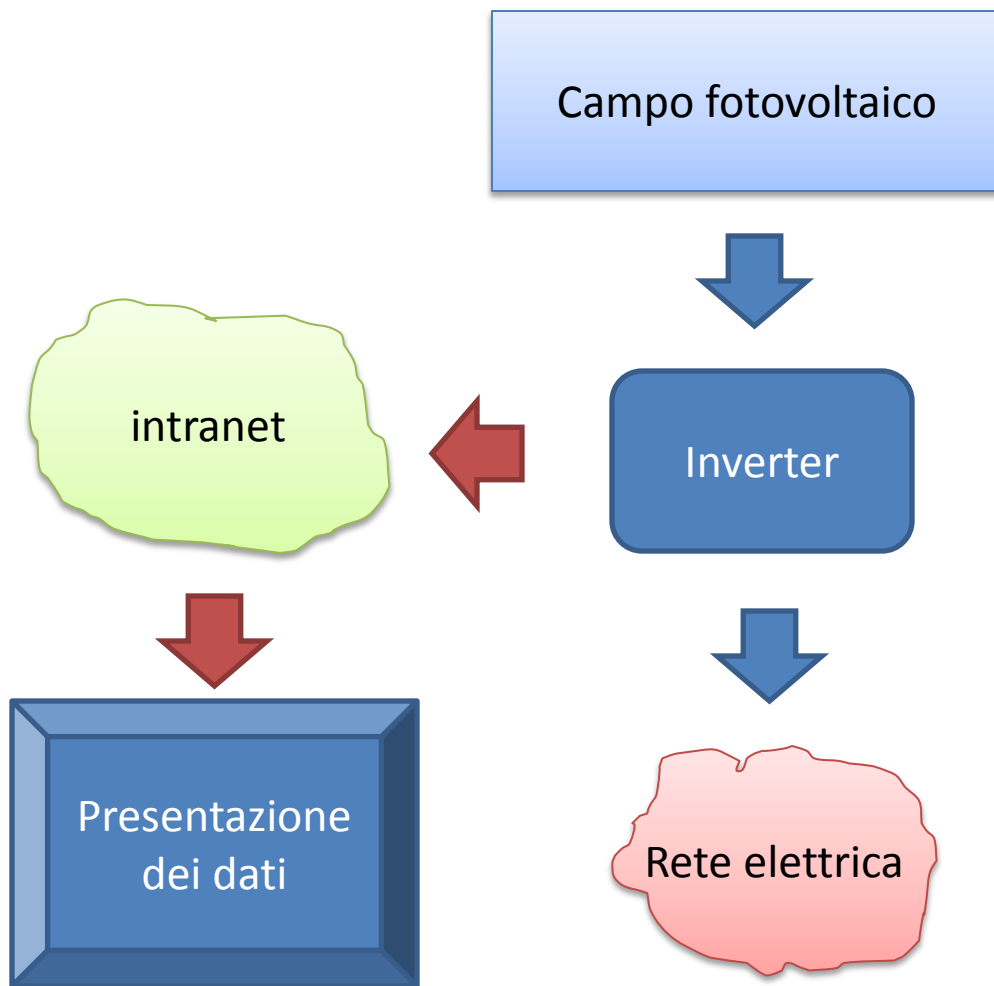 Campo fotovoltaico
intranet
Inverter
Presentazione
dei dati
Rete elettrica